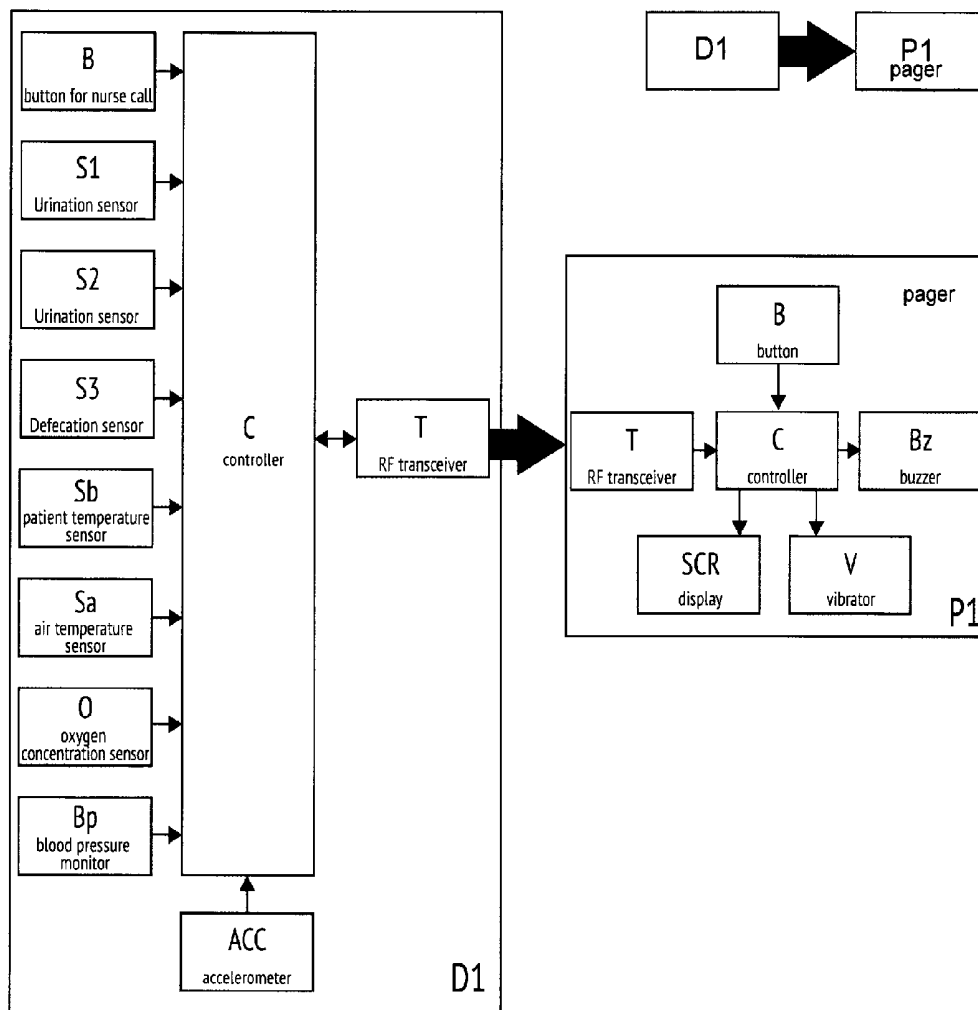 B
button for nurse call
S1
Urination sensor
S2
Urination sensor
S3
Defecation sensor
Sb
patient temperature
sensor
Sa
air temperature
sensor
O
oxygen
concentration sensor
Bp
blood pressure
monitor
C
controller
T
RF transceiver
ACC
accelerometer
D1
D1
P1
pager
pager
B
button
T
RF transceiver
C
controller
Bz
buzzer
SCR
display
V
vibrator
P1